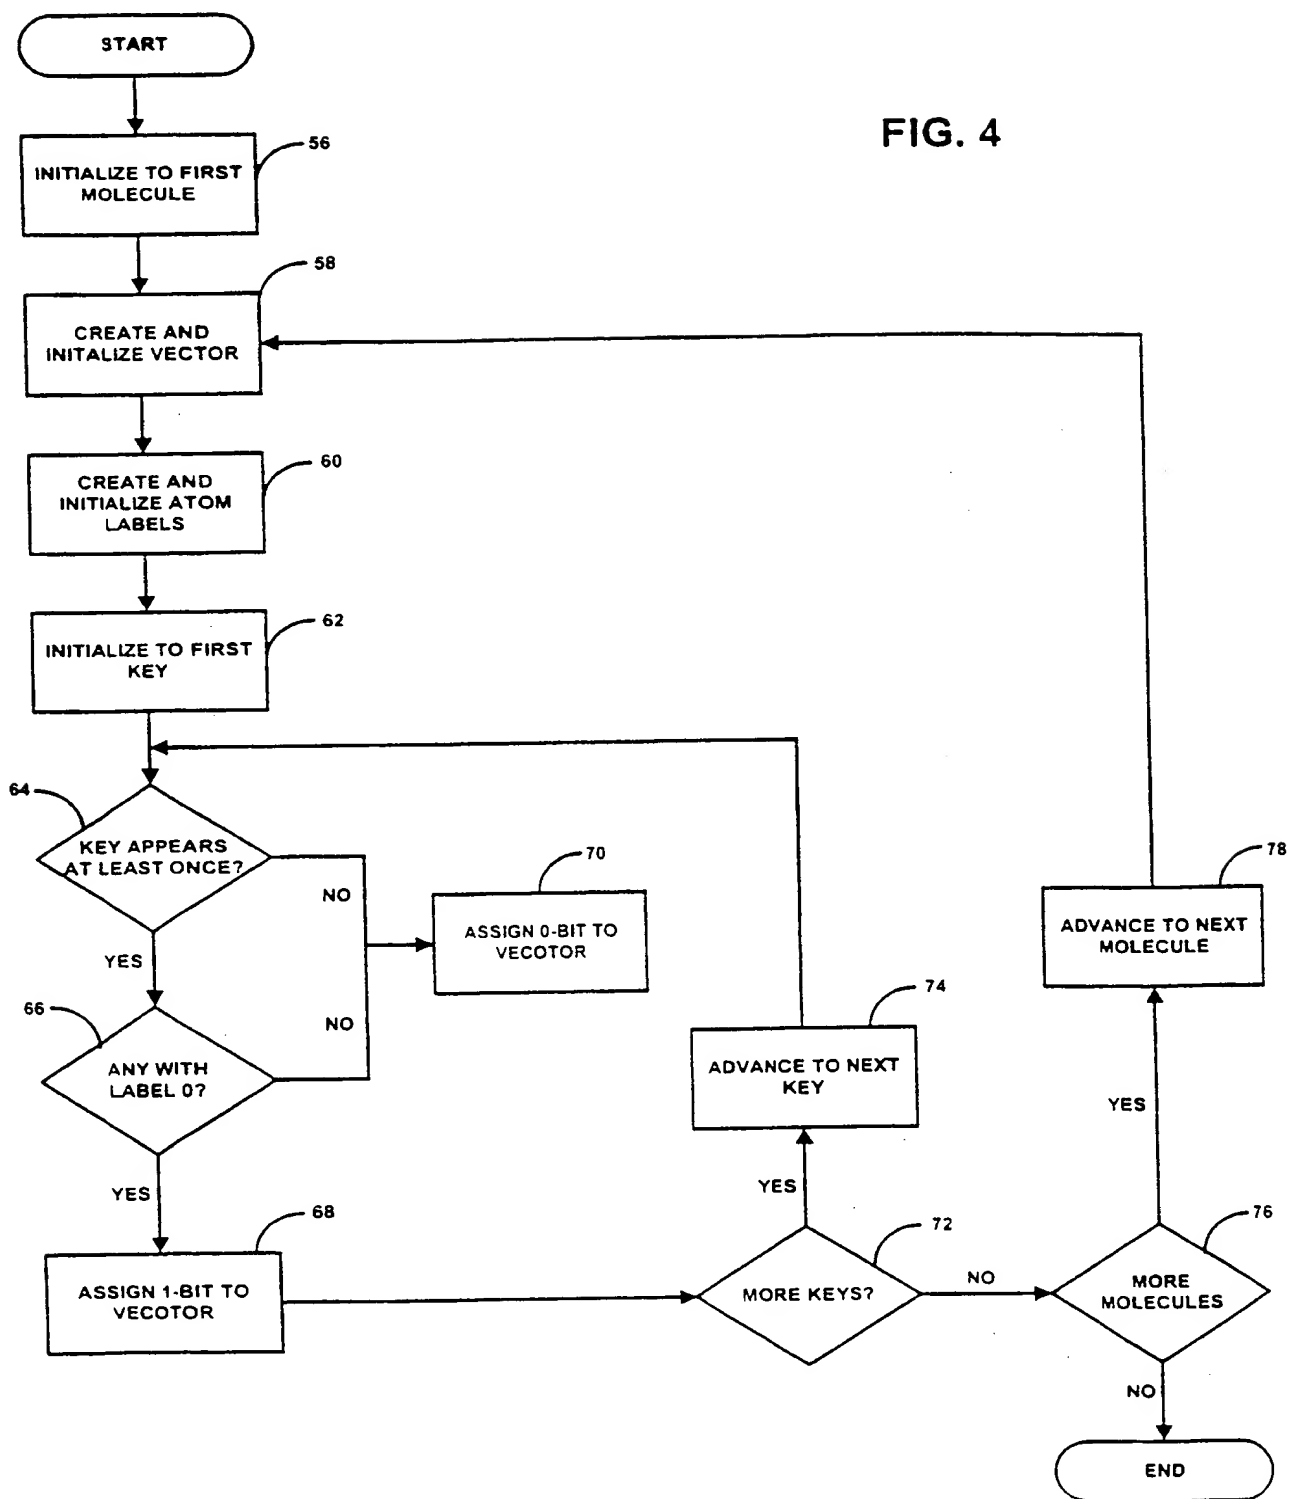 START
FIG. 4
56
INITIALIZE TO FIRST
MOLECULE
58
CREATE AND
INITALIZE VECTOR
60
CREATE AND
INITIALIZE ATOM
LABELS
62
INITIALIZE TO FIRST
KEY
64
KEY APPEARS
AT LEAST ONCE?
NO
YES
70
ASSIGN 0-BIT TO
VECOTOR
66
ANY WITH
LABEL 0?
NO
YES
68
ASSIGN 1-BIT TO
VECOTOR
72
MORE KEYS?
YES
NO
74
ADVANCE TO NEXT
KEY
76
MORE
MOLECULES
YES
NO
78
ADVANCE TO NEXT
MOLECULE
END